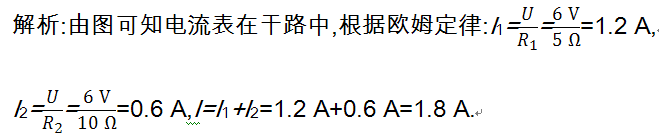 解析:由图可知电流表在干路中,根据欧姆定律:I₁=U/R₁=6 V/5 Ω=1.2 A,
I₂=U/R₂=6 V/10 Ω=0.6 A,I=I₁+I₂=1.2 A+0.6 A=1.8 A.